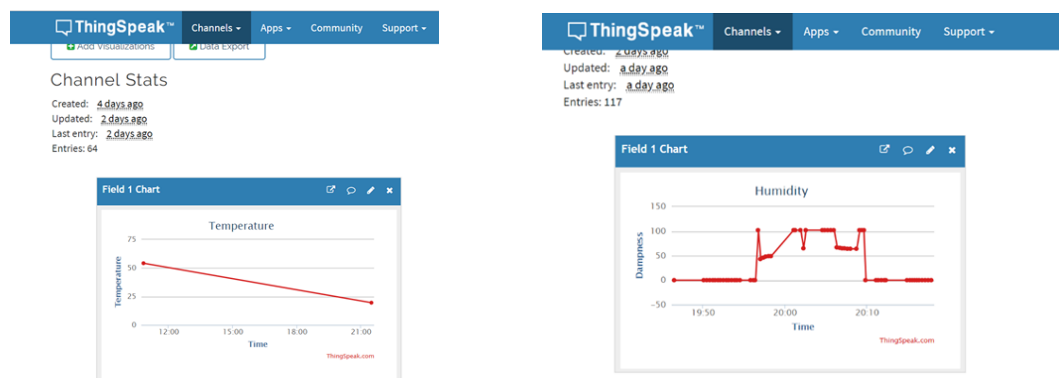 ThingSpeak™ Channels Apps Community Support
Add Visualizations Data Export
Channel Stats
Created: 4 days ago
Updated: 2 days ago
Last entry: 2 days ago
Entries: 64
Field 1 Chart
Temperature
75
50
25
0
Temperature
12:00 15:00 18:00 21:00
Time
ThingSpeak.com
ThingSpeak™ Channels Apps Community Support
Created: 2 days ago
Updated: a day ago
Last entry: a day ago
Entries: 117
Field 1 Chart
Humidity
150
100
50
0
-50
Dampness
19:50 20:00 20:10
Time
ThingSpeak.com